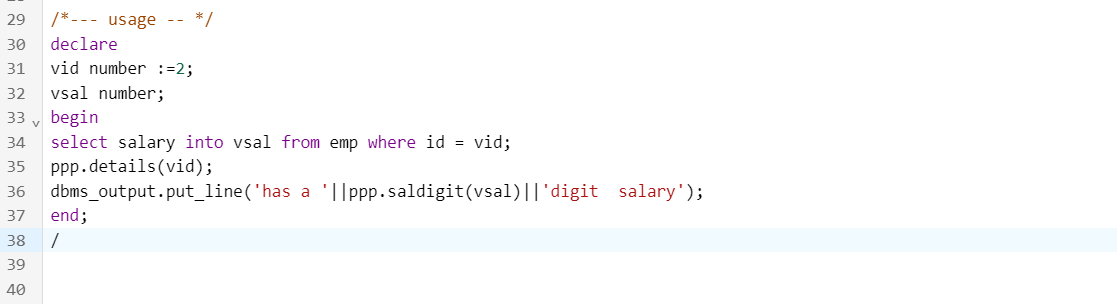 29 /*--- usage -- */
30 declare
31 vid number :=2;
32 vsal number;
33 begin
34 select salary into vsal from emp where id = vid;
35 ppp.details(vid);
36 dbms_output.put_line('has a '||ppp.saldigit(vsal)||'digit  salary');
37 end;
38 /
39
40